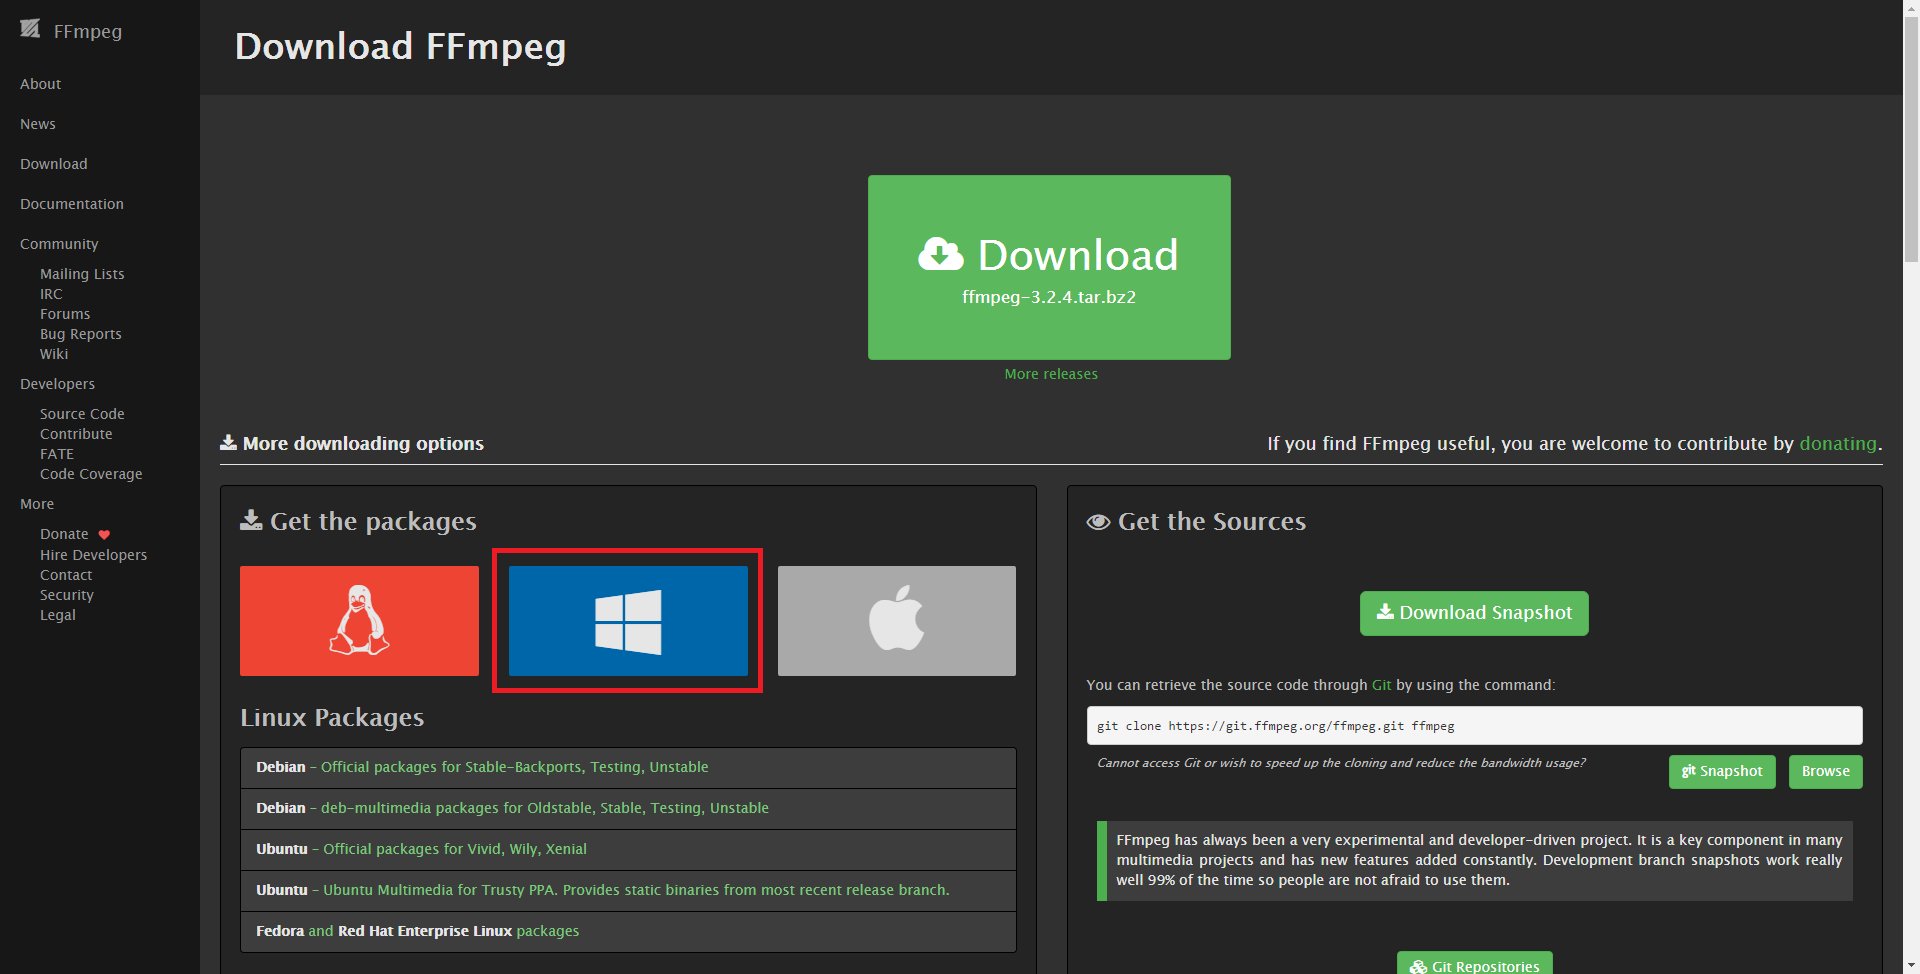 FFmpeg
About
News
Download
Documentation
Community
Mailing Lists
IRC
Forums
Bug Reports
Wiki
Developers
Source Code
Contribute
FATE
Code Coverage
More
Donate
Hire Developers
Contact
Security
Legal
Download FFmpeg
Download
ffmpeg-3.2.4.tar.bz2
More releases
More downloading options
If you find FFmpeg useful, you are welcome to contribute by donating.
Get the packages
Linux Packages
Debian – Official packages for Stable-Backports, Testing, Unstable
Debian – deb-multimedia packages for Oldstable, Stable, Testing, Unstable
Ubuntu – Official packages for Vivid, Wily, Xenial
Ubuntu – Ubuntu Multimedia for Trusty PPA. Provides static binaries from most recent release branch.
Fedora and Red Hat Enterprise Linux packages
Get the Sources
Download Snapshot
You can retrieve the source code through Git by using the command:
git clone https://git.ffmpeg.org/ffmpeg.git ffmpeg
Cannot access Git or wish to speed up the cloning and reduce the bandwidth usage?
git Snapshot
Browse
FFmpeg has always been a very experimental and developer-driven project. It is a key component in many
multimedia projects and has new features added constantly. Development branch snapshots work really
well 99% of the time so people are not afraid to use them.
Git Repositories